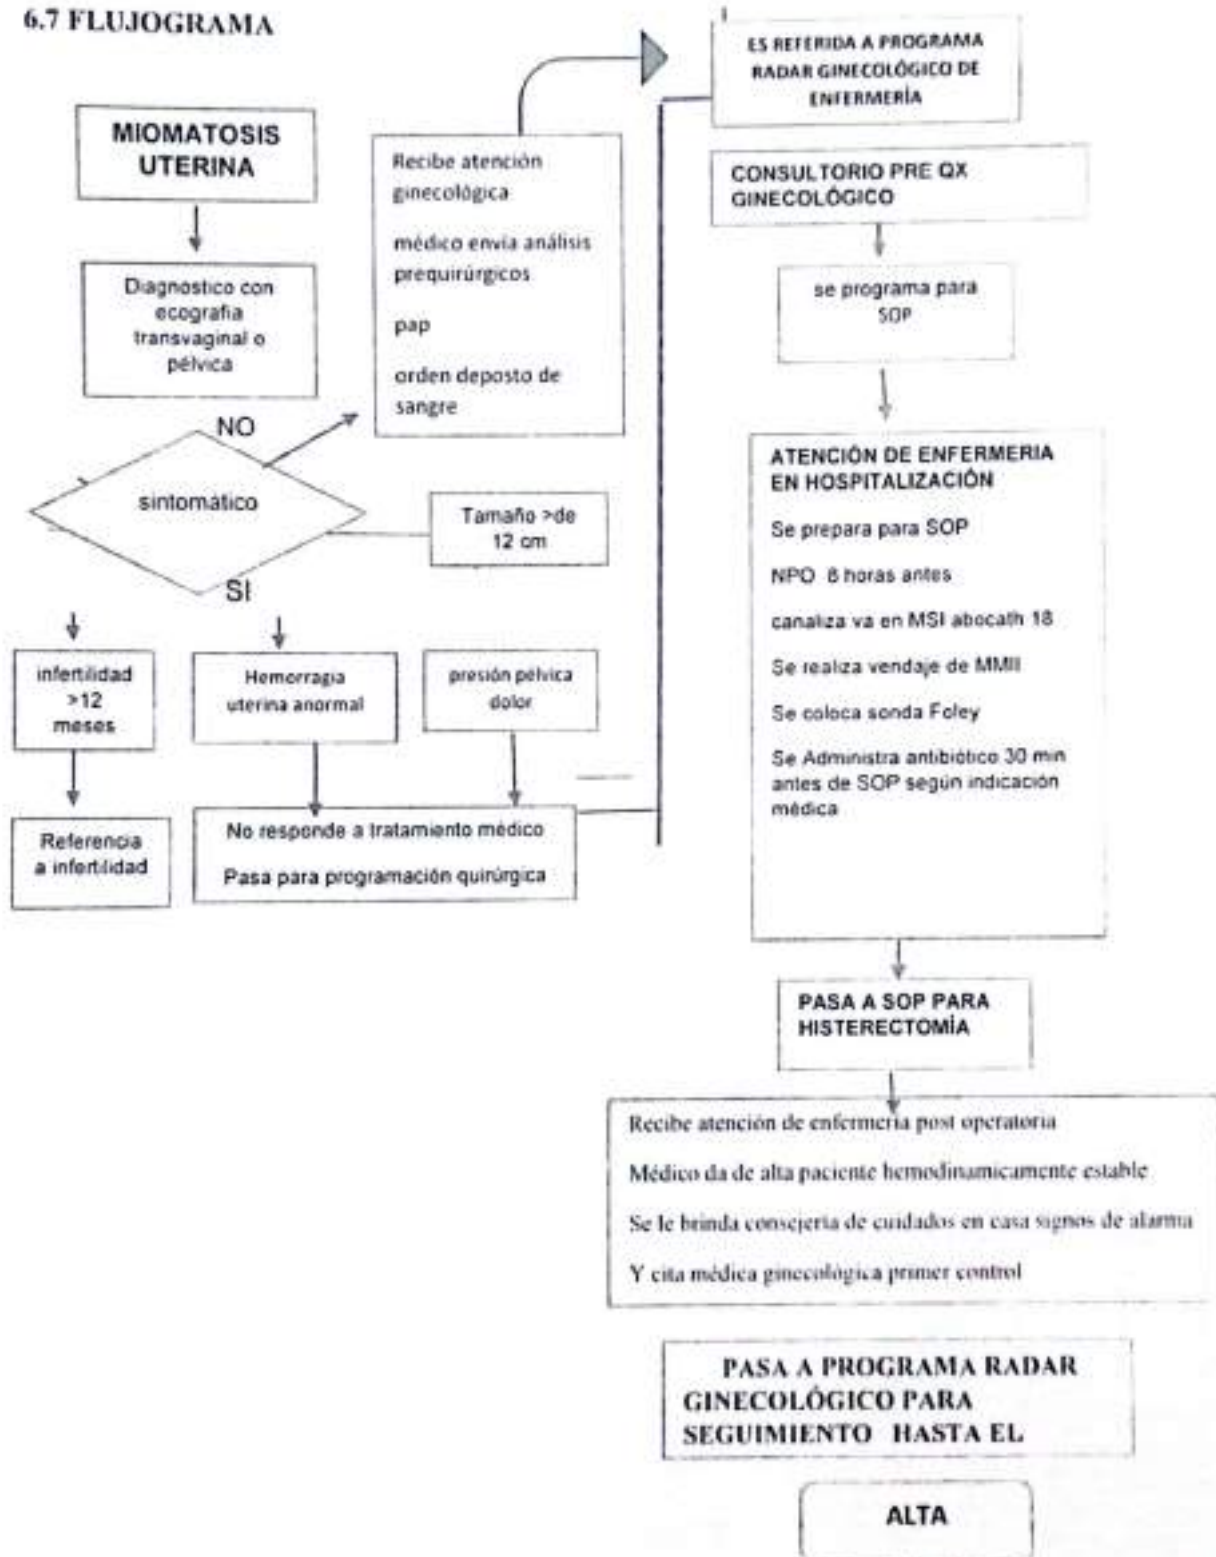 6.7 FLUJOGRAMA
MIOMATOSIS
UTERINA
Diagnostico con
ecografia
transvaginal o
pélvica
NO
sintomático
SI
Tamaño >de
12 cm
infertilidad
>12
meses
Hemorragia
uterina anormal
presión pélvica
dolor
Referencia
a infertilidad
No responde a tratamiento médico
Pasa para programación quirúrgica
Recibe atención
ginecológica
médico envía análisis
prequirúrgicos
pap
orden deposto de
sangre
ES REFERIDA A PROGRAMA
RADAR GINECOLÓGICO DE
ENFERMERÍA
CONSULTORIO PRE QX
GINECOLÓGICO
se programa para
SOP
ATENCIÓN DE ENFERMERIA
EN HOSPITALIZACIÓN
Se prepara para SOP
NPO 8 horas antes
canaliza va en MSI abocath 18
Se realiza vendaje de MMII
Se coloca sonda Foley
Se Administra antibiótico 30 min
antes de SOP según indicación
médica
PASA A SOP PARA
HISTERECTOMÍA
Recibe atención de enfermeria post operatoria
Médico da de alta paciente hemodinamicamente estable
Se le brinda consejeria de cuidados en casa signos de alarma
Y cita médica ginecológica primer control
PASA A PROGRAMA RADAR
GINECOLÓGICO PARA
SEGUIMIENTO HASTA EL
ALTA